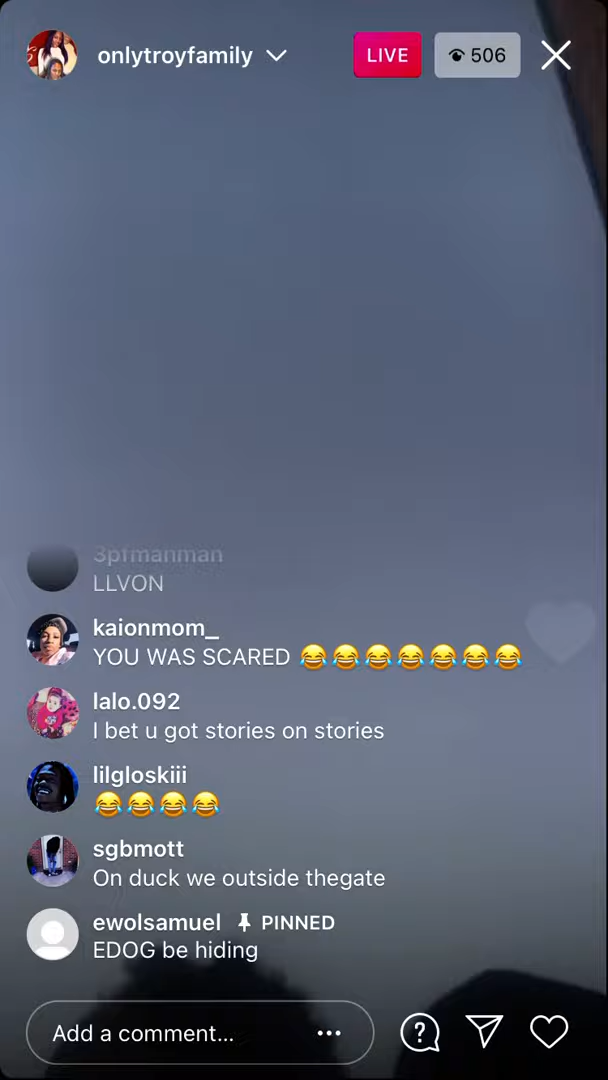 onlytroyfamily
LIVE
506
3pfmanman
LLVON
kaionmom_
YOU WAS SCARED 😂😂😂😂😂😂😂
lalo.092
I bet u got stories on stories
lilgloskiii
😂😂😂😂
sgbmott
On duck we outside thegate
ewolsamuel PINNED
EDOG be hiding
Add a comment...